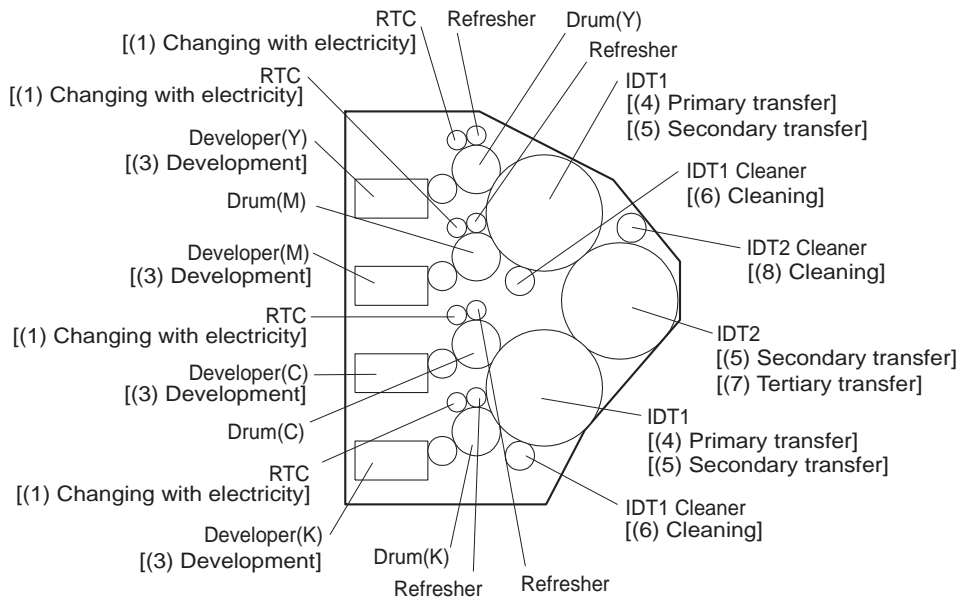 RTC
[(1) Changing with electricity]
Refresher
Drum(Y)
Refresher
RTC
[(1) Changing with electricity]
IDT1
[(4) Primary transfer]
[(5) Secondary transfer]
Developer(Y)
[(3) Development]
IDT1 Cleaner
[(6) Cleaning]
Drum(M)
Developer(M)
[(3) Development]
IDT2 Cleaner
[(8) Cleaning]
RTC
[(1) Changing with electricity]
IDT2
[(5) Secondary transfer]
[(7) Tertiary transfer]
Developer(C)
[(3) Development]
Drum(C)
IDT1
[(4) Primary transfer]
[(5) Secondary transfer]
RTC
[(1) Changing with electricity]
IDT1 Cleaner
[(6) Cleaning]
Developer(K)
[(3) Development]
Drum(K)
Refresher
Refresher